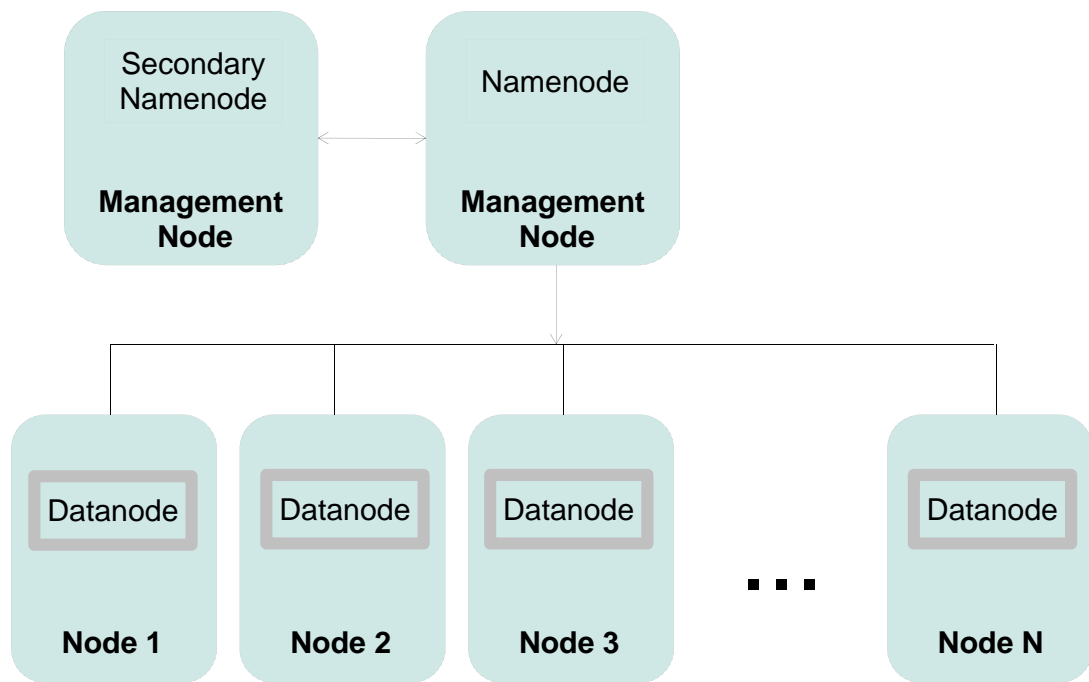 Secondary
Namenode
Management
Node
Namenode
Management
Node
Datanode
Node 1
Datanode
Node 2
Datanode
Node 3
...
Datanode
Node N